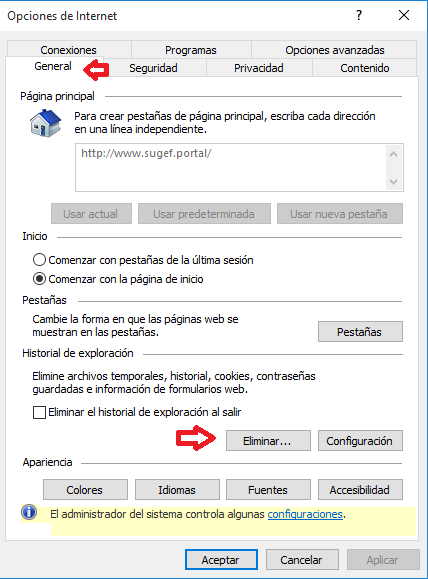 Opciones de Internet
Conexiones Programas Opciones avanzadas
General Seguridad Privacidad Contenido
Página principal
Para crear pestañas de página principal, escriba cada dirección
en una línea independiente.
http://www.sugef.portal/
Usar actual Usar predeterminada Usar nueva pestaña
Inicio
Comenzar con pestañas de la última sesión
Comenzar con la página de inicio
Pestañas
Cambie la forma en que las páginas web se
muestran en las pestañas.
Pestañas
Historial de exploración
Elimine archivos temporales, historial, cookies, contraseñas
guardadas e información de formularios web.
Eliminar el historial de exploración al salir
Eliminar... Configuración
Apariencia
Colores Idiomas Fuentes Accesibilidad
El administrador del sistema controla algunas configuraciones.
Aceptar Cancelar Aplicar